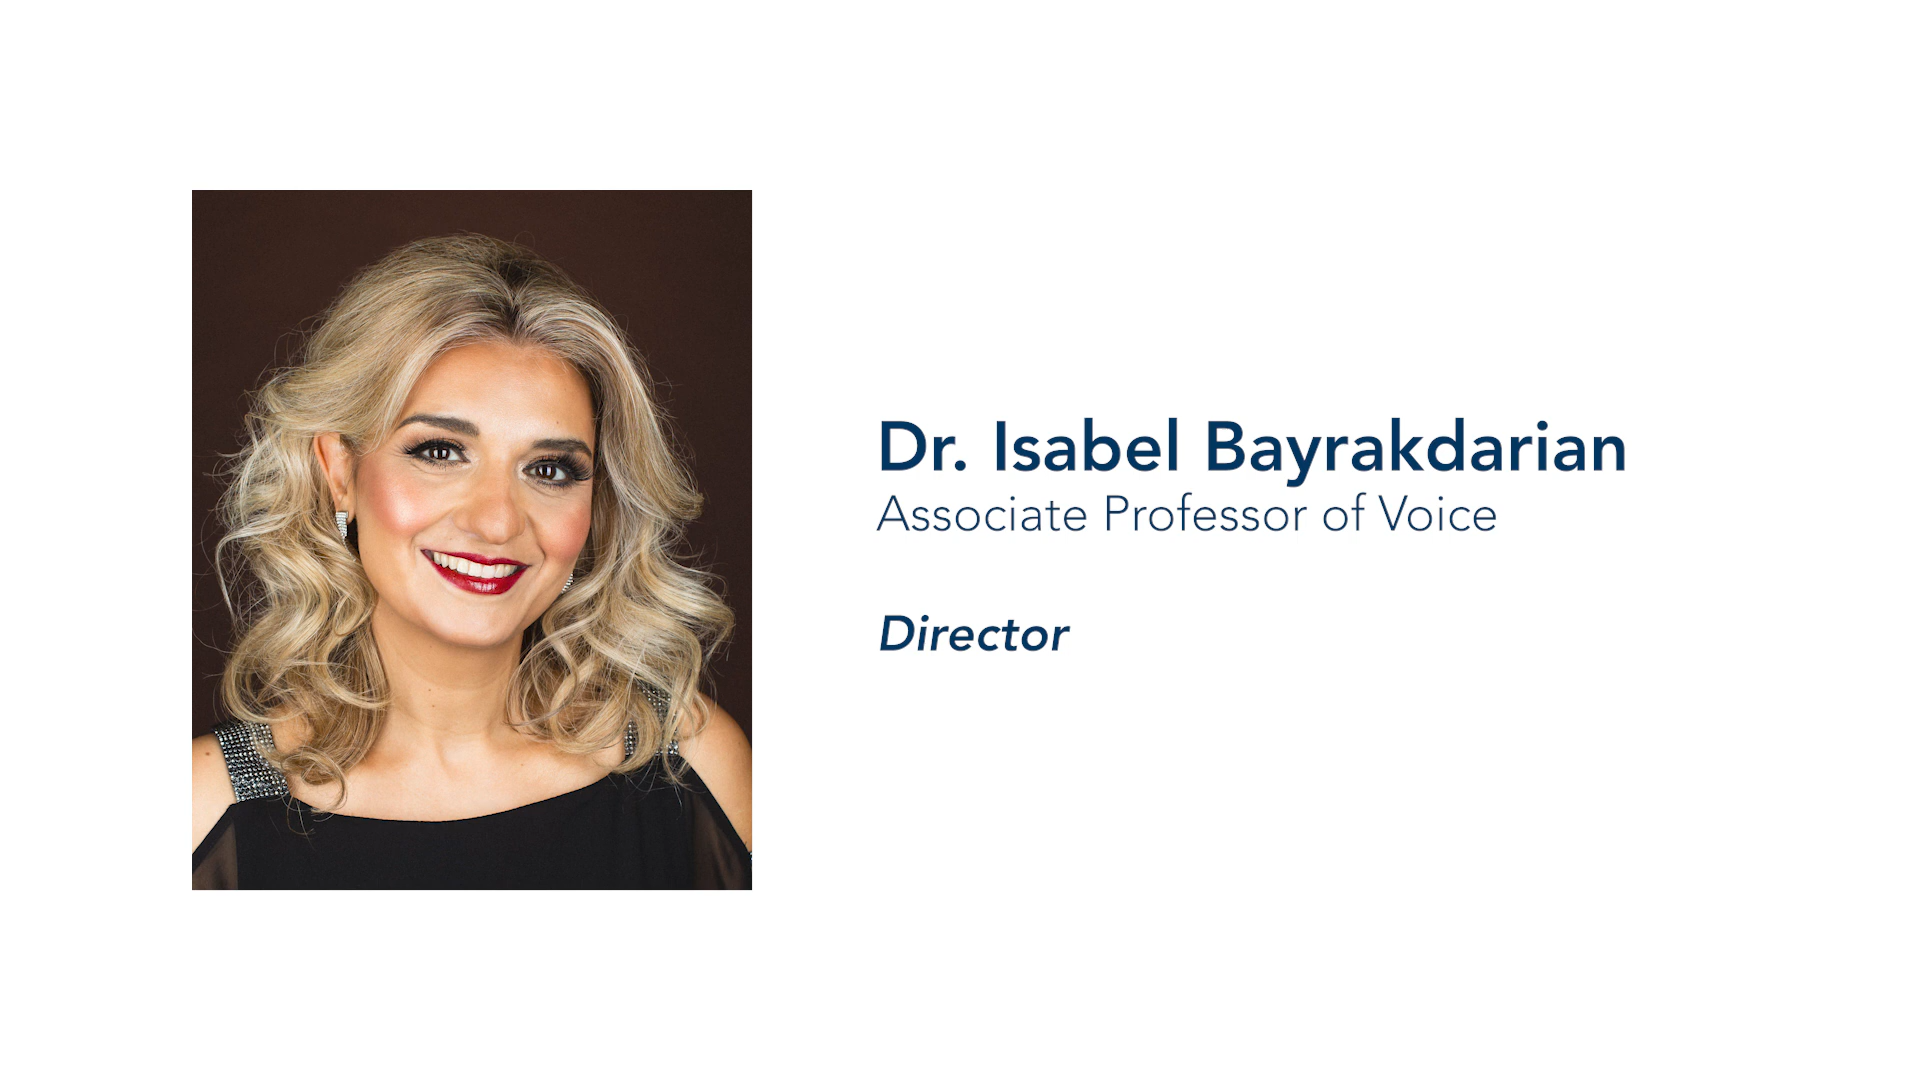 Dr. Isabel Bayrakdarian
Associate Professor of Voice
Director